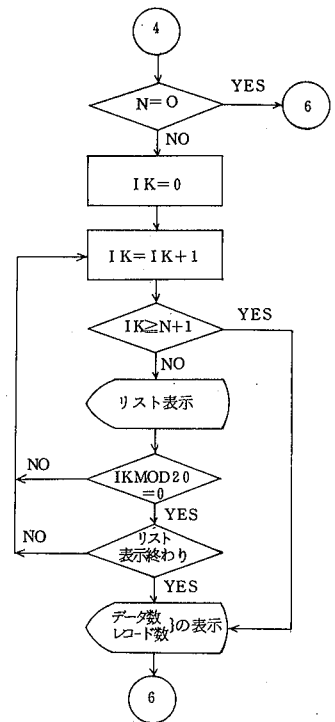 4
N=0
YES
6
NO
IK=0
IK=IK+1
IK≧N+1
YES
NO
リスト表示
IKMOD20
=0
NO
YES
リスト
表示終わり
NO
YES
データ数
レコード数}の表示
6